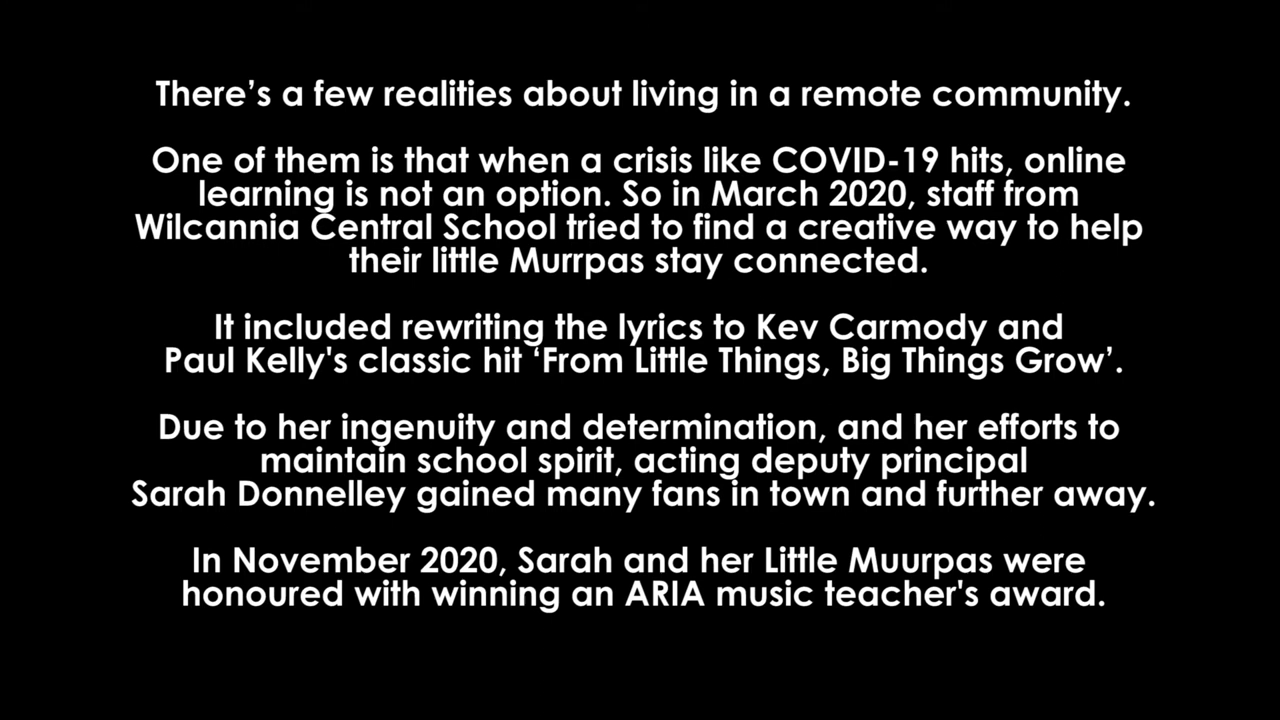 There’s a few realities about living in a remote community.
One of them is that when a crisis like COVID-19 hits, online
learning is not an option. So in March 2020, staff from
Wilcannia Central School tried to find a creative way to help
their little Murrpas stay connected.
It included rewriting the lyrics to Kev Carmody and
Paul Kelly's classic hit ‘From Little Things, Big Things Grow’.
Due to her ingenuity and determination, and her efforts to
maintain school spirit, acting deputy principal
Sarah Donnelley gained many fans in town and further away.
In November 2020, Sarah and her Little Muurpas were
honoured with winning an ARIA music teacher's award.